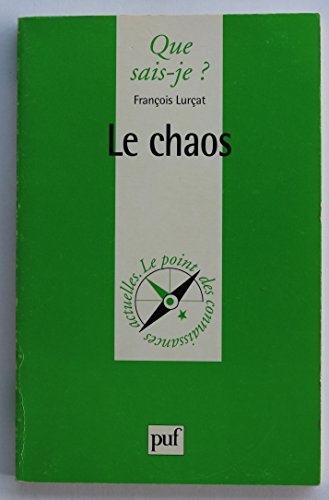 Que
sais-je ?
François Lurçat
Le chaos
Le point des connaissances actuelles.
puf